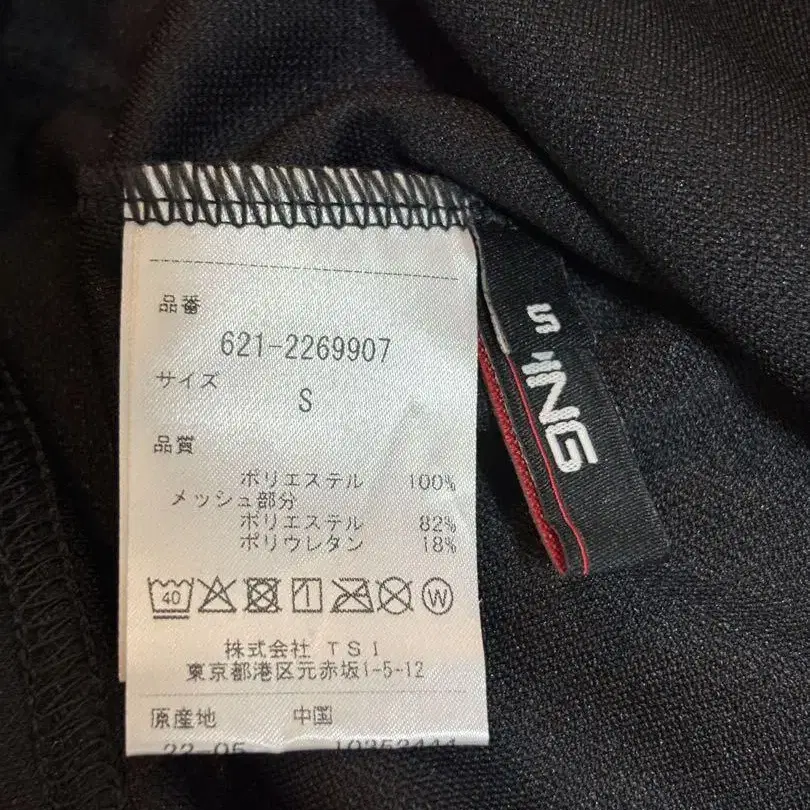 品番
621-2269907
サイズ
S
品質
ポリエステル 100%
メッシュ部分
ポリエステル 82%
ポリウレタン 18%
40
株式会社 TSI
東京都港区元赤坂1-5-12
原産地 中国
22-05
W
S
ING